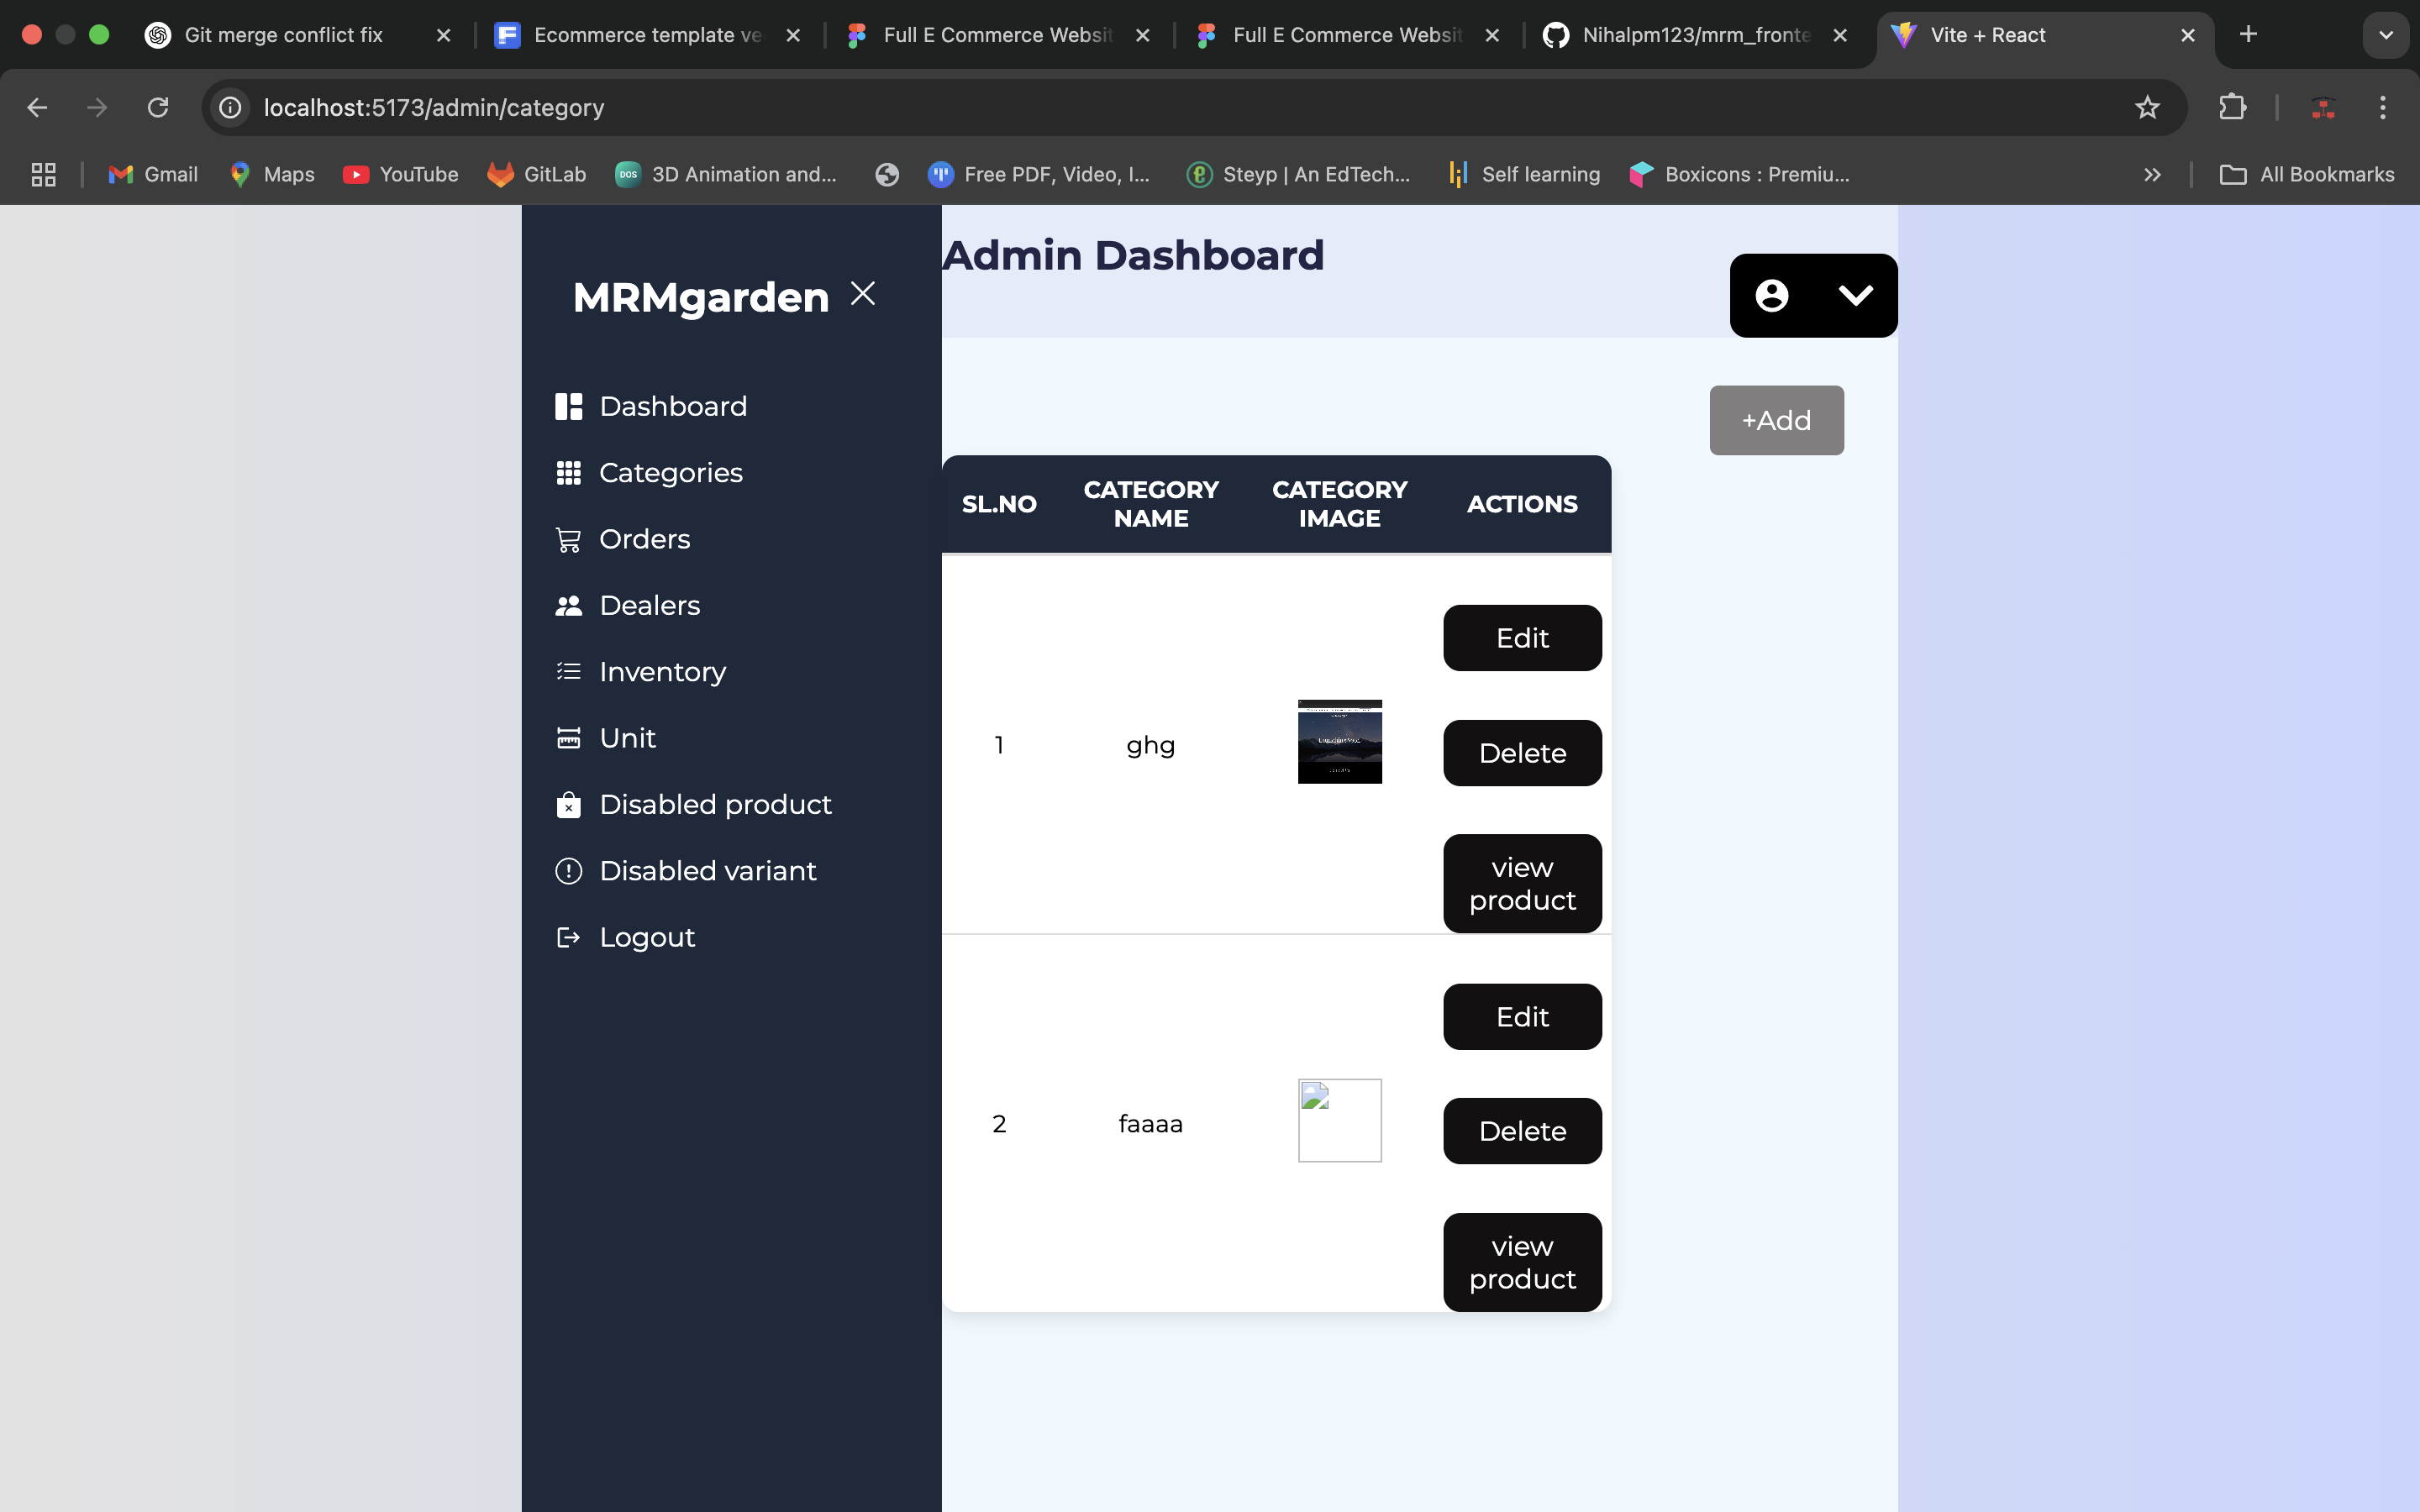 Git merge conflict fix
Ecommerce template ve
Full E Commerce Websit
Full E Commerce Websit
Nihalpm123/mrm_fronte
Vite + React
localhost:5173/admin/category
Gmail
Maps
YouTube
GitLab
DOS
3D Animation and...
Free PDF, Video, I...
Steyp | An EdTech...
Self learning
Boxicons : Premiu...
All Bookmarks
MRMgarden
Dashboard
Categories
Orders
Dealers
Inventory
Unit
Disabled product
Disabled variant
Logout
Admin Dashboard
+Add
SL.NO
CATEGORY
NAME
CATEGORY
IMAGE
ACTIONS
1
ghg
Edit
Delete
view
product
2
faaaa
Edit
Delete
view
product